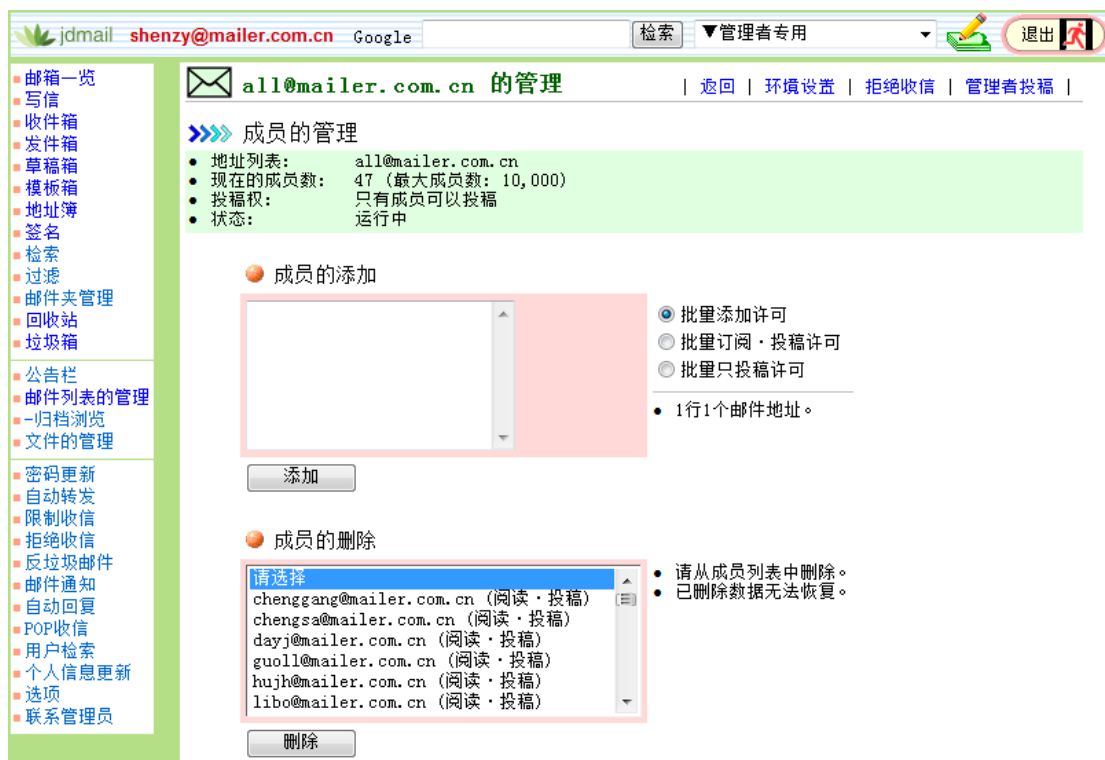 jdmail shenzy@mailer.com.cn Google 检索 ▼管理者专用 退出
邮箱一览
写信
收件箱
发件箱
草稿箱
模板箱
地址簿
签名
检索
过滤
邮件夹管理
回收站
垃圾箱
公告栏
邮件列表的管理
-归档浏览
文件的管理
密码更新
自动转发
限制收信
拒绝收信
反垃圾邮件
邮件通知
自动回复
POP收信
用户检索
个人信息更新
选项
联系管理员
all@mailer.com.cn 的管理 | 返回 | 环境设置 | 拒绝收信 | 管理者投稿 |
成员的管理
• 地址列表: all@mailer.com.cn
• 现在的成员数: 47 (最大成员数: 10,000)
• 投稿权: 只有成员可以投稿
• 状态: 运行中
成员的添加
批量添加许可
批量订阅・投稿许可
批量只投稿许可
• 1行1个邮件地址。
添加
成员的删除
请选择
chenggang@mailer.com.cn (阅读・投稿)
chengsa@mailer.com.cn (阅读・投稿)
dayj@mailer.com.cn (阅读・投稿)
guoll@mailer.com.cn (阅读・投稿)
hujh@mailer.com.cn (阅读・投稿)
libo@mailer.com.cn (阅读・投稿)
• 请从成员列表中删除。
• 已删除数据无法恢复。
删除